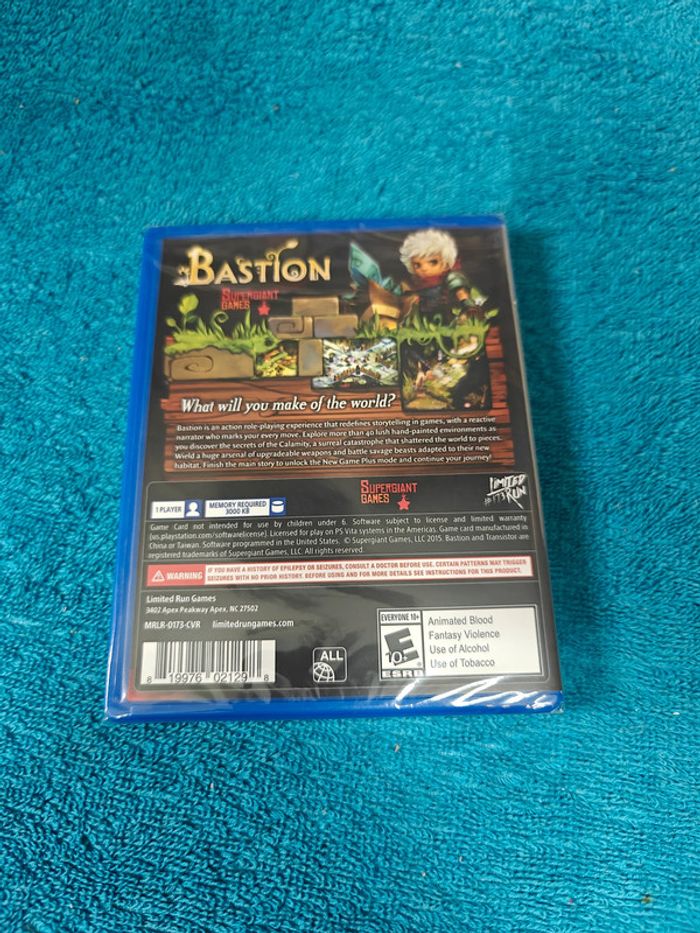 BASTION
SUPERGIANT
GAMES
What will you make of the world?
Bastion is an action role-playing experience that redefines storytelling in games, with a reactive
narrator who marks your every move. Explore more than 40 lush hand-painted environments as
you discover the secrets of the Calamity, a surreal catastrophe that shattered the world to pieces.
Wield a huge arsenal of upgradeable weapons and battle savage beasts adapted to their new
habitat. Finish the main story to unlock the New Game Plus mode and continue your journey!
SUPERGIANT
GAMES
LIMITED
RUN
#173
1 PLAYER
MEMORY REQUIRED
3000 KB
Game Card not intended for use by children under 6. Software subject to license and limited warranty
(us.playstation.com/softwarelicense). Licensed for play on PS Vita systems in the Americas. Game card manufactured in
China or Taiwan. Software programmed in the United States. © Supergiant Games, LLC 2015. Bastion and Transistor are
registered trademarks of Supergiant Games, LLC. All rights reserved.
WARNING
IF YOU HAVE A HISTORY OF EPILEPSY OR SEIZURES, CONSULT A DOCTOR BEFORE USE. CERTAIN PATTERNS MAY TRIGGER
SEIZURES WITH NO PRIOR HISTORY. BEFORE USING AND FOR MORE DETAILS SEE INSTRUCTIONS FOR THIS PRODUCT.
Limited Run Games
3402 Apex Peakway Apex, NC 27502
MRLR-0173-CVR limitedrungames.com
8 19976 02129 8
ALL
EVERYONE 10+
10+
ESRB
Animated Blood
Fantasy Violence
Use of Alcohol
Use of Tobacco